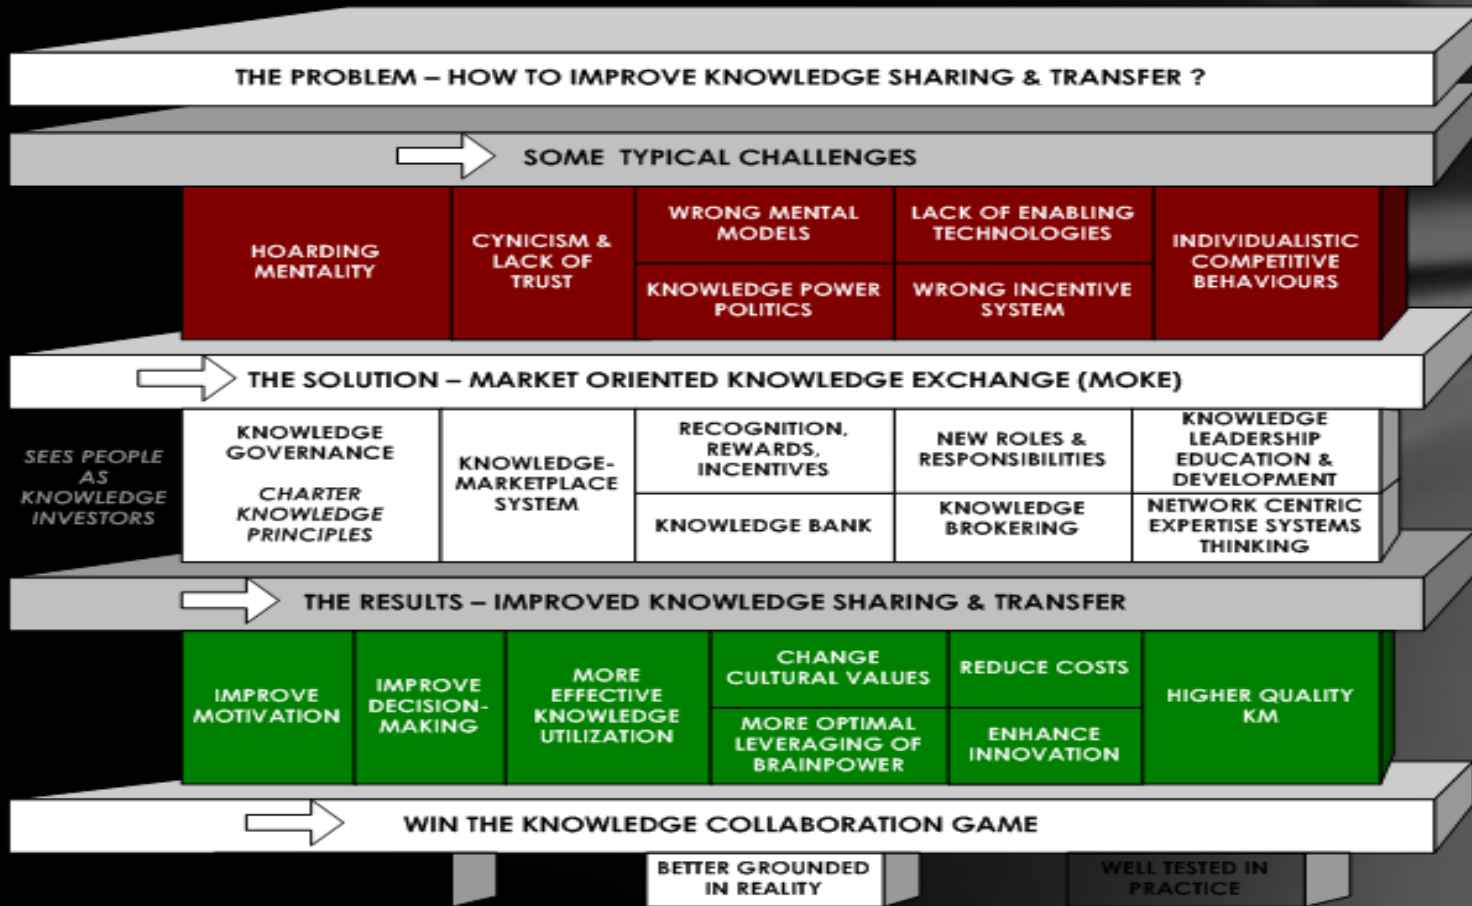 THE PROBLEM – HOW TO IMPROVE KNOWLEDGE SHARING & TRANSFER ?
SOME TYPICAL CHALLENGES
HOARDING
MENTALITY
CYNICISM &
LACK OF
TRUST
WRONG MENTAL
MODELS
KNOWLEDGE POWER
POLITICS
LACK OF ENABLING
TECHNOLOGIES
WRONG INCENTIVE
SYSTEM
INDIVIDUALISTIC
COMPETITIVE
BEHAVIOURS
THE SOLUTION – MARKET ORIENTED KNOWLEDGE EXCHANGE (MOKE)
SEES PEOPLE
AS
KNOWLEDGE
INVESTORS
KNOWLEDGE
GOVERNANCE
CHARTER
KNOWLEDGE
PRINCIPLES
KNOWLEDGE-
MARKETPLACE
SYSTEM
RECOGNITION,
REWARDS,
INCENTIVES
KNOWLEDGE BANK
NEW ROLES &
RESPONSIBILITIES
KNOWLEDGE
BROKERING
KNOWLEDGE
LEADERSHIP
EDUCATION &
DEVELOPMENT
NETWORK CENTRIC
EXPERTISE SYSTEMS
THINKING
THE RESULTS – IMPROVED KNOWLEDGE SHARING & TRANSFER
IMPROVE
MOTIVATION
IMPROVE
DECISION-
MAKING
MORE
EFFECTIVE
KNOWLEDGE
UTILIZATION
CHANGE
CULTURAL VALUES
MORE OPTIMAL
LEVERAGING OF
BRAINPOWER
REDUCE COSTS
ENHANCE
INNOVATION
HIGHER QUALITY
KM
WIN THE KNOWLEDGE COLLABORATION GAME
BETTER GROUNDED
IN REALITY
WELL TESTED IN
PRACTICE